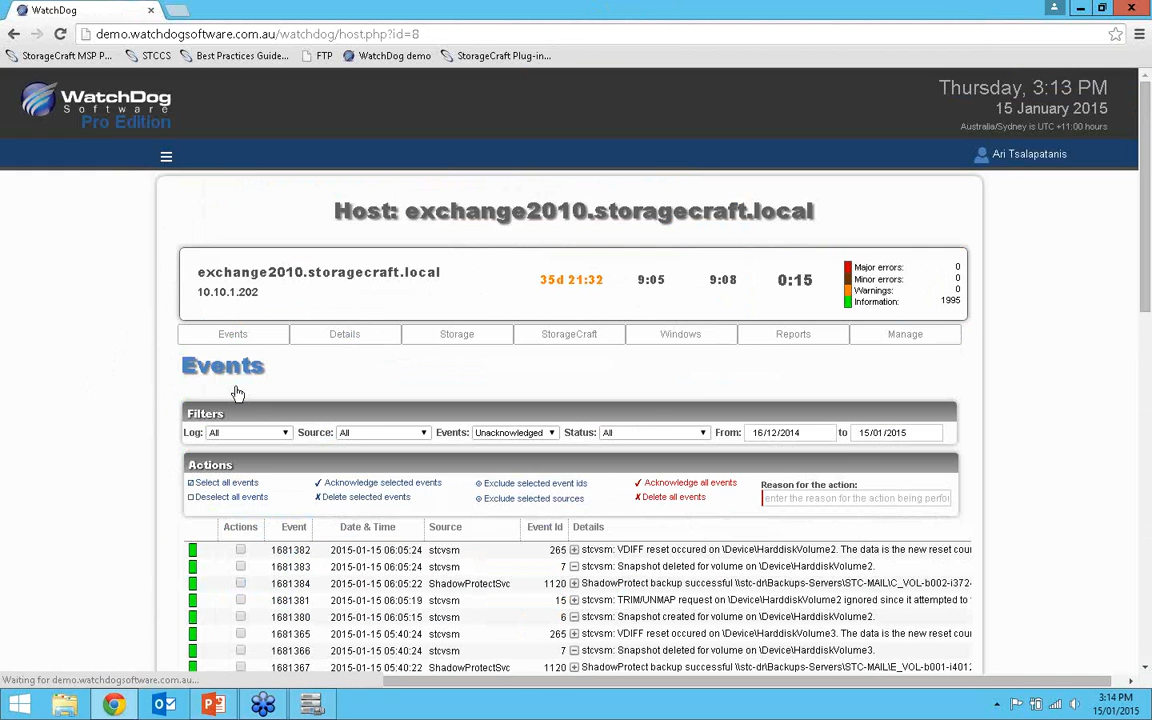 WatchDog
demo.watchdogsoftware.com.au/watchdog/host.php?id=8
StorageCraft MSP P... STCCS Best Practices Guide... FTP WatchDog demo StorageCraft Plug-in...
WatchDog
Software
Pro Edition
Thursday, 3:13 PM
15 January 2015
Australia/Sydney is UTC +11:00 hours
Ari Tsalapatanis
Host: exchange2010.storagecraft.local
exchange2010.storagecraft.local
10.10.1.202
35d 21:32 9:05 9:08 0:15
Major errors: 0
Minor errors: 0
Warnings: 0
Information: 1995
Events Details Storage StorageCraft Windows Reports Manage
Events
Filters
Log: All Source: All Events: Unacknowledged Status: All From: 16/12/2014 to 15/01/2015
Actions
Select all events Acknowledge selected events Exclude selected event ids Acknowledge all events Reason for the action:
Deselect all events Delete selected events Exclude selected sources Delete all events enter the reason for the action being perfor
Actions Event Date & Time Source Event Id Details
1681382 2015-01-15 06:05:24 stcvsm 265 stcvsm: VDIFF reset occured on \Device\HarddiskVolume2. The data is the new reset cour
1681383 2015-01-15 06:05:24 stcvsm 7 stcvsm: Snapshot deleted for volume on \Device\HarddiskVolume2.
1681384 2015-01-15 06:05:22 ShadowProtectSvc 1120 ShadowProtect backup successful \\stc-dr\Backups-Servers\STC-MAIL\C_VOL-b002-i372
1681381 2015-01-15 06:05:19 stcvsm 15 stcvsm: TRIM/UNMAP request on \Device\HarddiskVolume2 ignored since it attempted to
1681380 2015-01-15 06:05:15 stcvsm 6 stcvsm: Snapshot created for volume on \Device\HarddiskVolume2.
1681365 2015-01-15 05:40:24 stcvsm 265 stcvsm: VDIFF reset occured on \Device\HarddiskVolume3. The data is the new reset cour
1681366 2015-01-15 05:40:24 stcvsm 7 stcvsm: Snapshot deleted for volume on \Device\HarddiskVolume3.
1681367 2015-01-15 05:40:22 ShadowProtectSvc 1120 ShadowProtect backup successful \\stc-dr\Backups-Servers\STC-MAIL\E_VOL-b001-i401
Waiting for demo.watchdogsoftware.com.au...
3:14 PM
15/01/2015